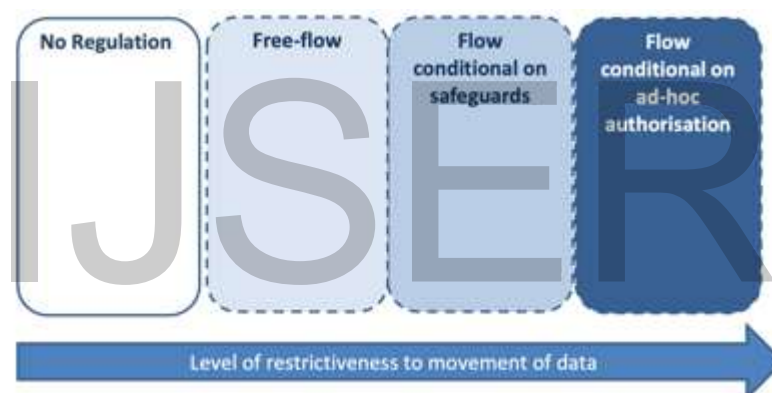 No Regulation
Free-flow
Flow
conditional on
safeguards
Flow
conditional on
ad-hoc
authorisation
IJSER
Level of restrictiveness to movement of data